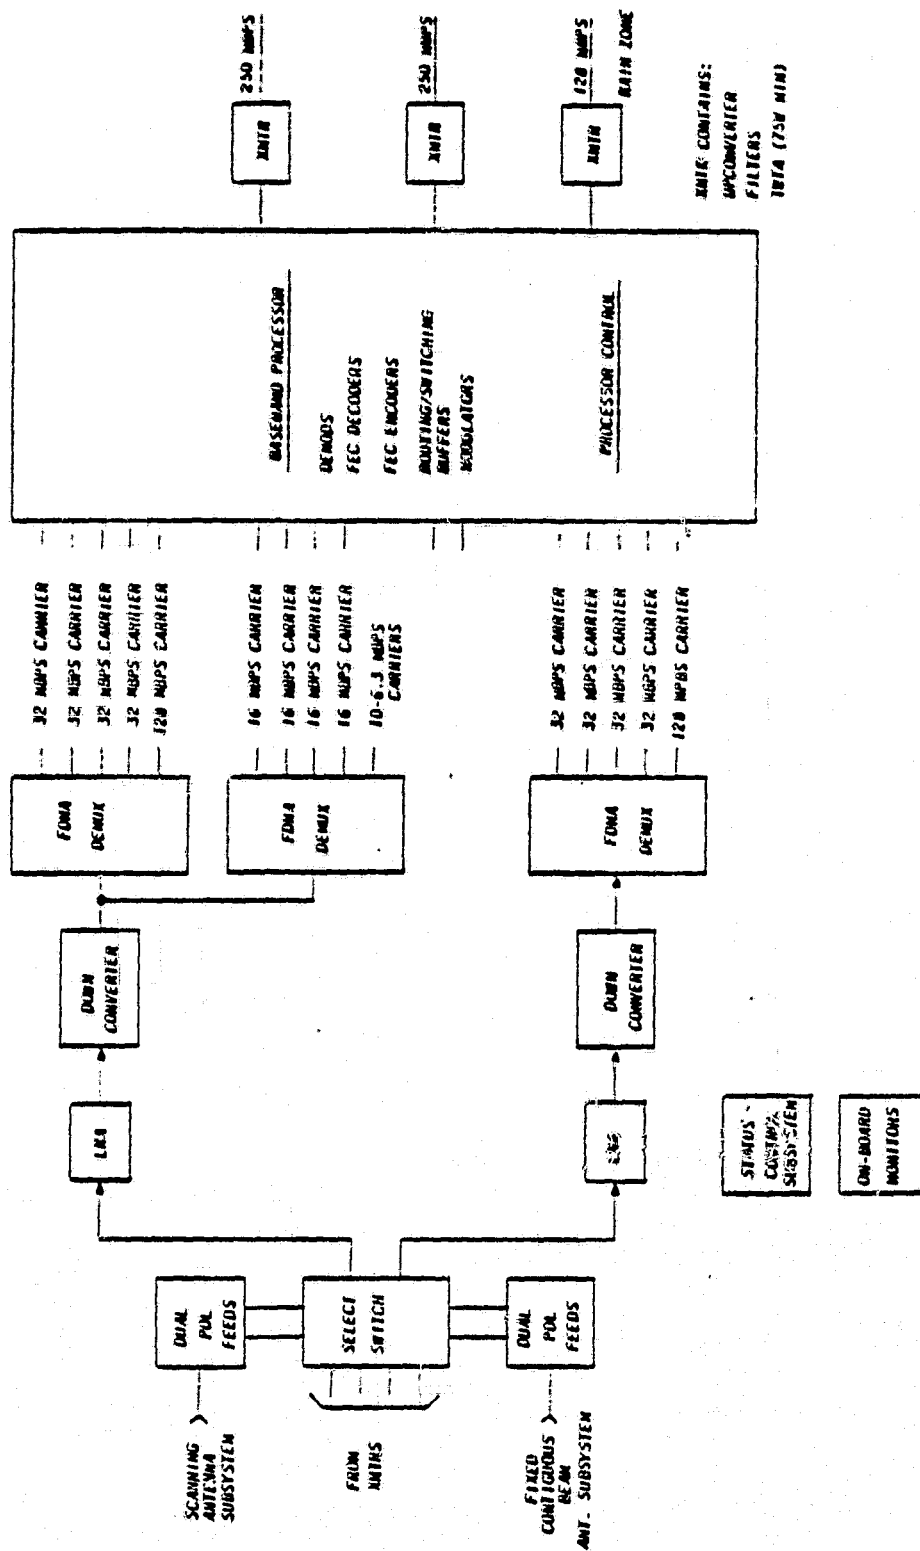 SCANNING
ANTENNA
SUBSYSTEM
FROM
XMTRS
FIXED
CONTIGUOUS
BEAM
ANT. SUBSYSTEM
DUAL
POL
FEEDS
SELECT
SWITCH
DUAL
POL
FEEDS
LNA
STATUS -
CONTROL
SUBSYSTEM
ON-BOARD
MONITORS
DOWN
CONVERTER
DOWN
CONVERTER
FDMA
DEMUX
FDMA
DEMUX
FDMA
DEMUX
32 MBPS CARRIER
32 MBPS CARRIER
32 MBPS CARRIER
32 MBPS CARRIER
128 MBPS CARRIER
16 MBPS CARRIER
16 MBPS CARRIER
16 MBPS CARRIER
16 MBPS CARRIER
10-6.3 MBPS
CARRIERS
32 MBPS CARRIER
32 MBPS CARRIER
32 MBPS CARRIER
32 MBPS CARRIER
128 MPBS CARRIER
BASEBAND PROCESSOR
DEMODS
FEC DECODERS
FEC ENCODERS
ROUTING/SWITCHING
BUFFERS
MODULATORS
PROCESSOR CONTROL
XMTR
250 MBPS
XMTR
250 MBPS
XMTR
128 MBPS
RAIN ZONE
XMTR CONTAINS:
UPCONVERTER
FILTERS
TWTA (75W MIN)